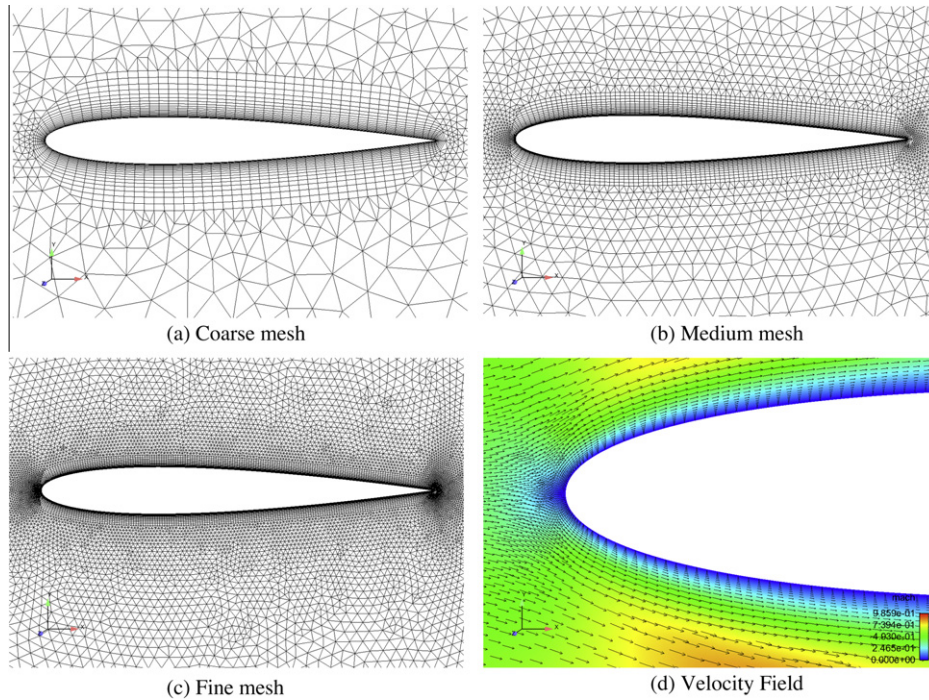 (a) Coarse mesh
(b) Medium mesh
(c) Fine mesh
mach
9.859e-01
7.394e-01
4.930e-01
2.465e-01
0.000e+00
(d) Velocity Field